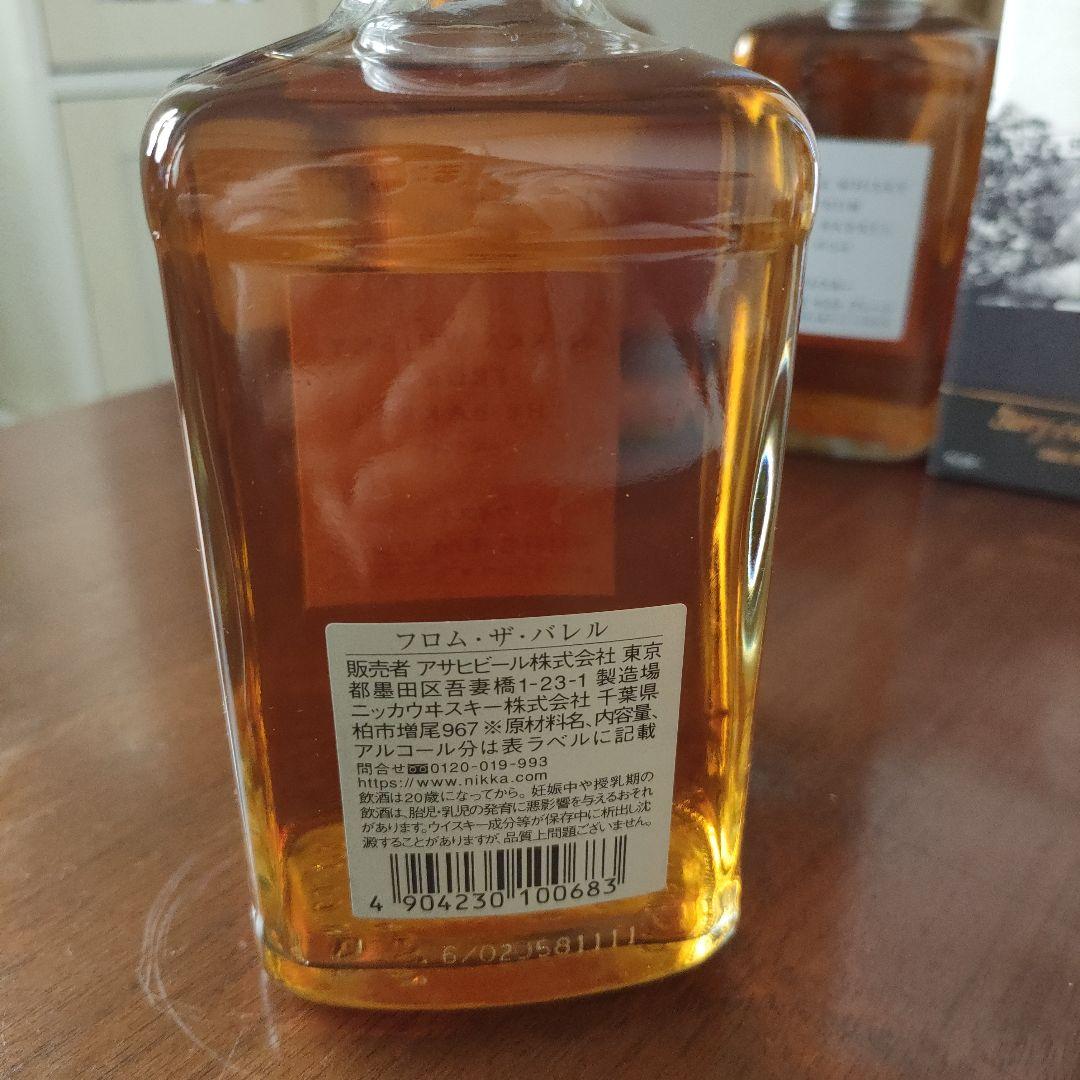 フロム・ザ・バレル
販売者 アサヒビール株式会社 東京
都墨田区吾妻橋1-23-1 製造場
ニッカウヰスキー株式会社 千葉県
柏市増尾967 ※原材料名、内容量、
アルコール分は表ラベルに記載
問合せ 0120-019-993
https://www.nikka.com
飲酒は20歳になってから。妊娠中や授乳期の
飲酒は、胎児・乳児の発育に悪影響を与えるおそれ
があります。ウイスキー成分等が保存中に析出し沈
澱することがありますが、品質上問題ございません。
4 904230 100683
6/02J581111